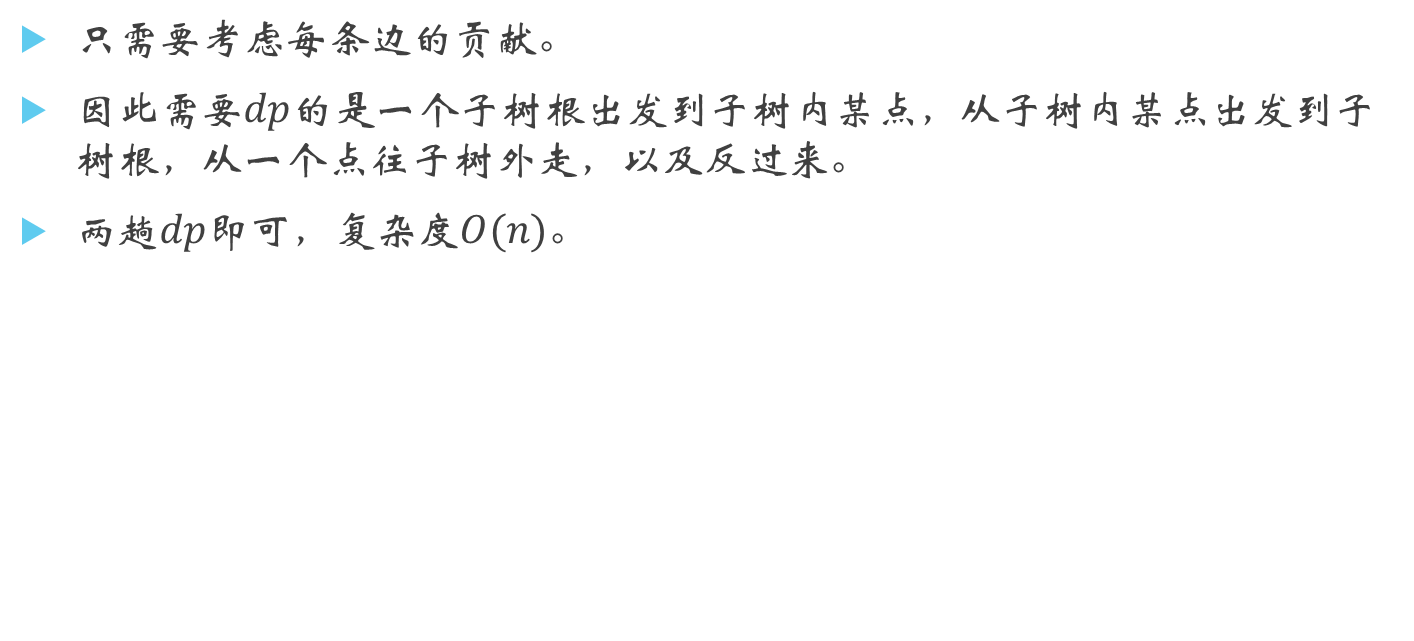 只需要考虑每条边的贡献。
因此需要dp的是一个子树根出发到子树内某点，从子树内某点出发到子
树根，从一个点往子树外走，以及反过来。
两趟dp即可，复杂度O(n)。